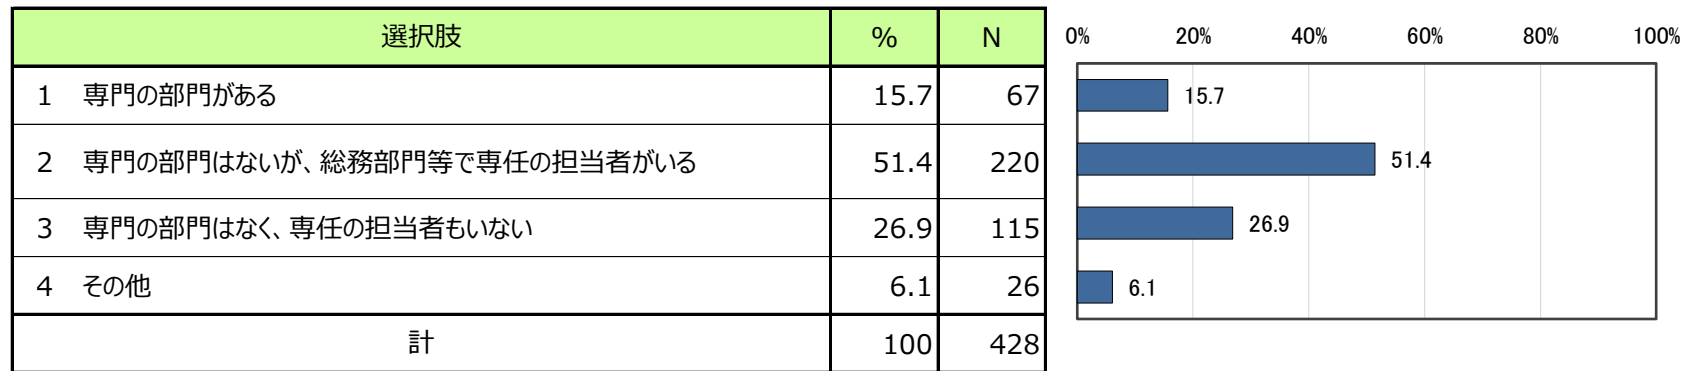 選択肢 % N
1 専門の部門がある 15.7 67
2 専門の部門はないが、総務部門等で専任の担当者がいる 51.4 220
3 専門の部門はなく、専任の担当者もいない 26.9 115
4 その他 6.1 26
計 100 428
0% 20% 40% 60% 80% 100%
15.7
51.4
26.9
6.1